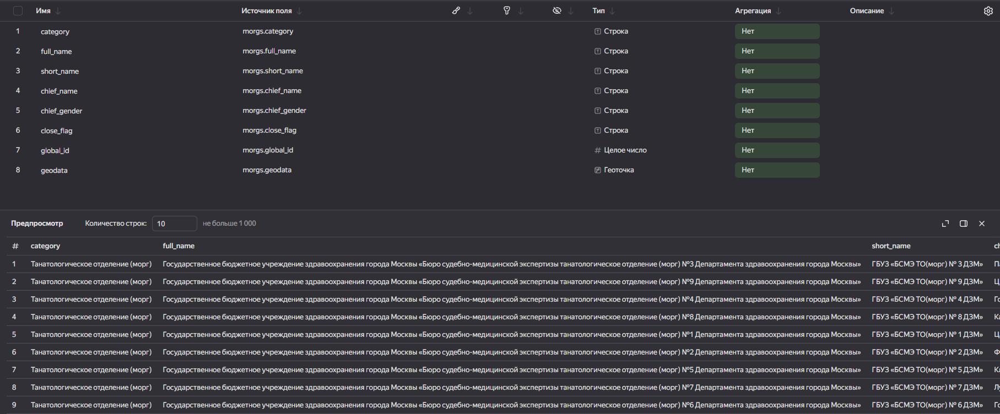 Имя Источник поля Тип Агрегация Описание
1 category morgs.category Строка Нет
2 full_name morgs.full_name Строка Нет
3 short_name morgs.short_name Строка Нет
4 chief_name morgs.chief_name Строка Нет
5 chief_gender morgs.chief_gender Строка Нет
6 close_flag morgs.close_flag Строка Нет
7 global_id morgs.global_id Целое число Нет
8 geodata morgs.geodata Геоточка Нет
Предпросмотр Количество строк: 10 не больше 1 000
# category full_name short_name
1 Танатологическое отделение (морг) Государственное бюджетное учреждение здравоохранения города Москвы «Бюро судебно-медицинской экспертизы танатологическое отделение (морг) №3 Департамента здравоохранения города Москвы» ГБУЗ «БСМЭ ТО(морг) № 3 ДЗМ»
2 Танатологическое отделение (морг) Государственное бюджетное учреждение здравоохранения города Москвы «Бюро судебно-медицинской экспертизы танатологическое отделение (морг) №9 Департамента здравоохранения города Москвы» ГБУЗ «БСМЭ ТО(морг) № 9 ДЗМ»
3 Танатологическое отделение (морг) Государственное бюджетное учреждение здравоохранения города Москвы «Бюро судебно-медицинской экспертизы танатологическое отделение (морг) №4 Департамента здравоохранения города Москвы» ГБУЗ «БСМЭ ТО(морг) № 4 ДЗМ»
4 Танатологическое отделение (морг) Государственное бюджетное учреждение здравоохранения города Москвы «Бюро судебно-медицинской экспертизы танатологическое отделение (морг) №8 Департамента здравоохранения города Москвы» ГБУЗ «БСМЭ ТО(морг) № 8 ДЗМ»
5 Танатологическое отделение (морг) Государственное бюджетное учреждение здравоохранения города Москвы «Бюро судебно-медицинской экспертизы танатологическое отделение (морг) №1 Департамента здравоохранения города Москвы» ГБУЗ «БСМЭ ТО(морг) № 1 ДЗМ»
6 Танатологическое отделение (морг) Государственное бюджетное учреждение здравоохранения города Москвы «Бюро судебно-медицинской экспертизы танатологическое отделение (морг) №2 Департамента здравоохранения города Москвы» ГБУЗ «БСМЭ ТО(морг) № 2 ДЗМ»
7 Танатологическое отделение (морг) Государственное бюджетное учреждение здравоохранения города Москвы «Бюро судебно-медицинской экспертизы танатологическое отделение (морг) №5 Департамента здравоохранения города Москвы» ГБУЗ «БСМЭ ТО(морг) № 5 ДЗМ»
8 Танатологическое отделение (морг) Государственное бюджетное учреждение здравоохранения города Москвы «Бюро судебно-медицинской экспертизы танатологическое отделение (морг) №7 Департамента здравоохранения города Москвы» ГБУЗ «БСМЭ ТО(морг) № 7 ДЗМ»
9 Танатологическое отделение (морг) Государственное бюджетное учреждение здравоохранения города Москвы «Бюро судебно-медицинской экспертизы танатологическое отделение (морг) №6 Департамента здравоохранения города Москвы» ГБУЗ «БСМЭ ТО(морг) № 6 ДЗМ»